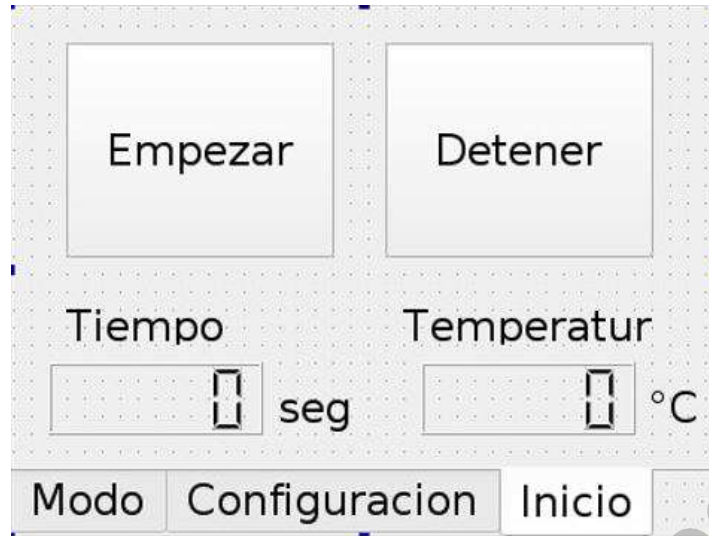 Empezar Detener
Tiempo Temperatur
0 seg 0 °C
Modo Configuracion Inicio